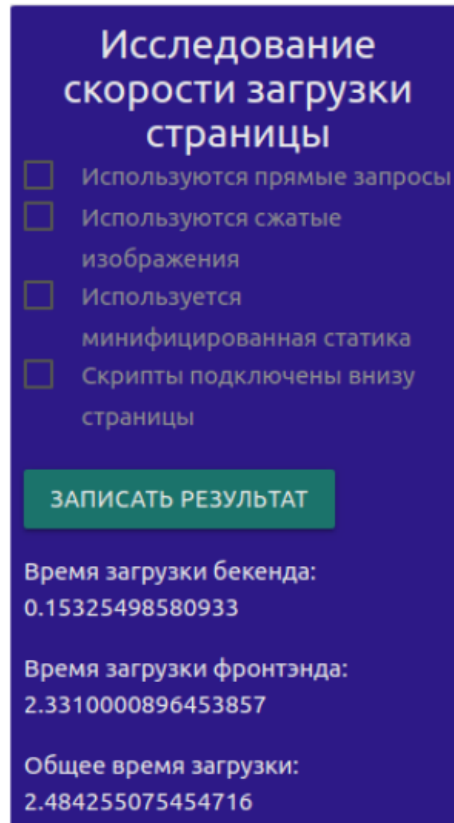 Исследование
скорости загрузки
страницы
Используются прямые запросы
Используются сжатые
изображения
Используется
минифицированная статика
Скрипты подключены внизу
страницы
ЗАПИСАТЬ РЕЗУЛЬТАТ
Время загрузки бекенда:
0.15325498580933
Время загрузки фронтэнда:
2.3310000896453857
Общее время загрузки:
2.484255075454716